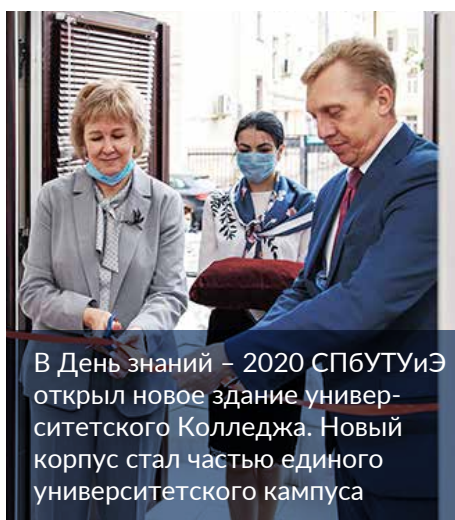 В День знаний – 2020 СПбУТУиЭ
открыл новое здание универ-
ситетского Колледжа. Новый
корпус стал частью единого
университетского кампуса